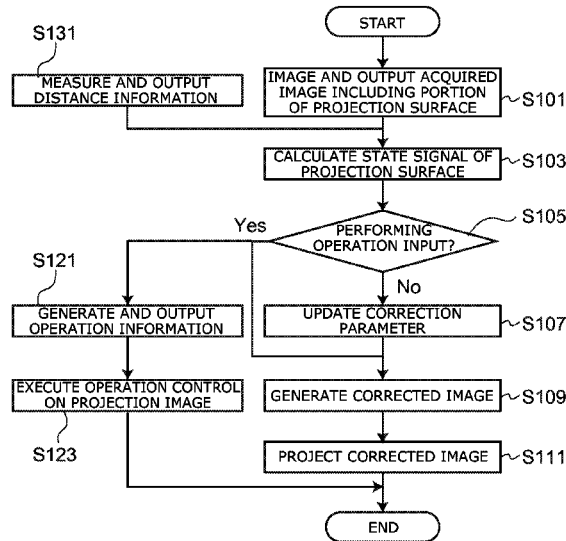 START
S131
MEASURE AND OUTPUT
DISTANCE INFORMATION
IMAGE AND OUTPUT ACQUIRED
IMAGE INCLUDING PORTION
OF PROJECTION SURFACE
S101
CALCULATE STATE SIGNAL OF
PROJECTION SURFACE
S103
Yes
PERFORMING
OPERATION INPUT?
S105
No
S121
GENERATE AND OUTPUT
OPERATION INFORMATION
UPDATE CORRECTION
PARAMETER
S107
EXECUTE OPERATION CONTROL
ON PROJECTION IMAGE
S123
GENERATE CORRECTED IMAGE
S109
PROJECT CORRECTED IMAGE
S111
END